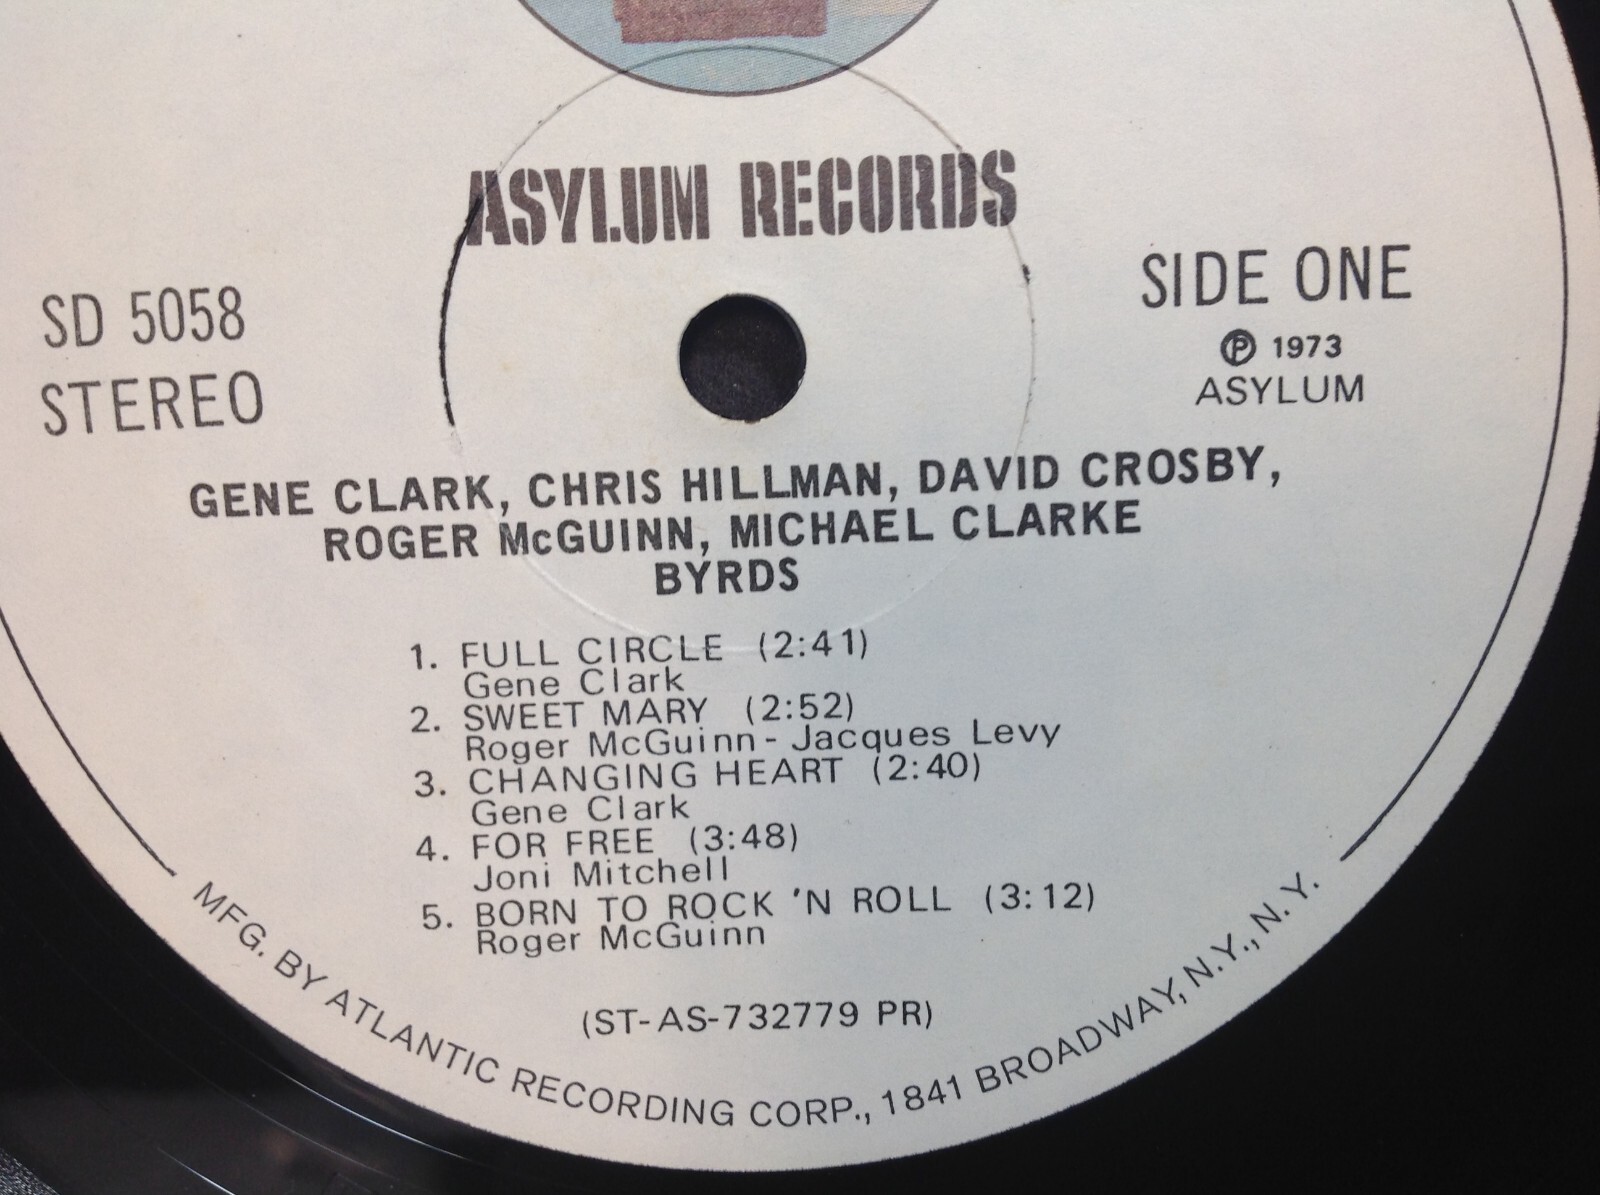 ASYLUM RECORDS
SD 5058
STEREO
SIDE ONE
Ⓟ 1973
ASYLUM
GENE CLARK, CHRIS HILLMAN, DAVID CROSBY,
ROGER McGUINN, MICHAEL CLARKE
BYRDS
1. FULL CIRCLE (2:41)
Gene Clark
2. SWEET MARY (2:52)
Roger McGuinn - Jacques Levy
3. CHANGING HEART (2:40)
Gene Clark
4. FOR FREE (3:48)
Joni Mitchell
5. BORN TO ROCK 'N ROLL (3:12)
Roger McGuinn
(ST-AS-732779 PR)
MFG. BY ATLANTIC RECORDING CORP., 1841 BROADWAY, N.Y., N.Y.